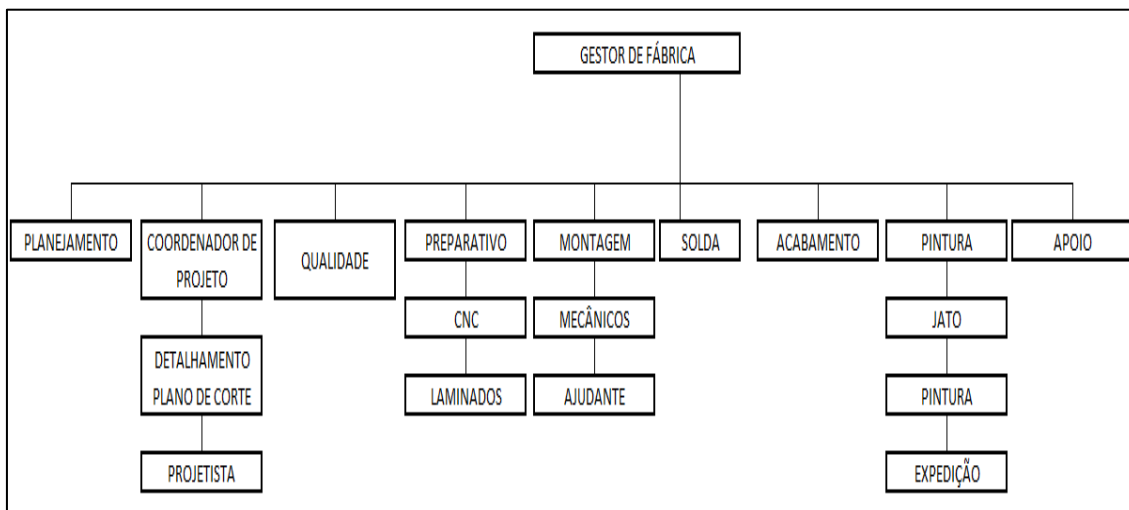 GESTOR DE FÁBRICA
PLANEJAMENTO
COORDENADOR DE
PROJETO
QUALIDADE
PREPARATIVO
MONTAGEM
SOLDA
ACABAMENTO
PINTURA
APOIO
DETALHAMENTO
PLANO DE CORTE
PROJETISTA
CNC
LAMINADOS
MECÂNICOS
AJUDANTE
JATO
PINTURA
EXPEDIÇÃO